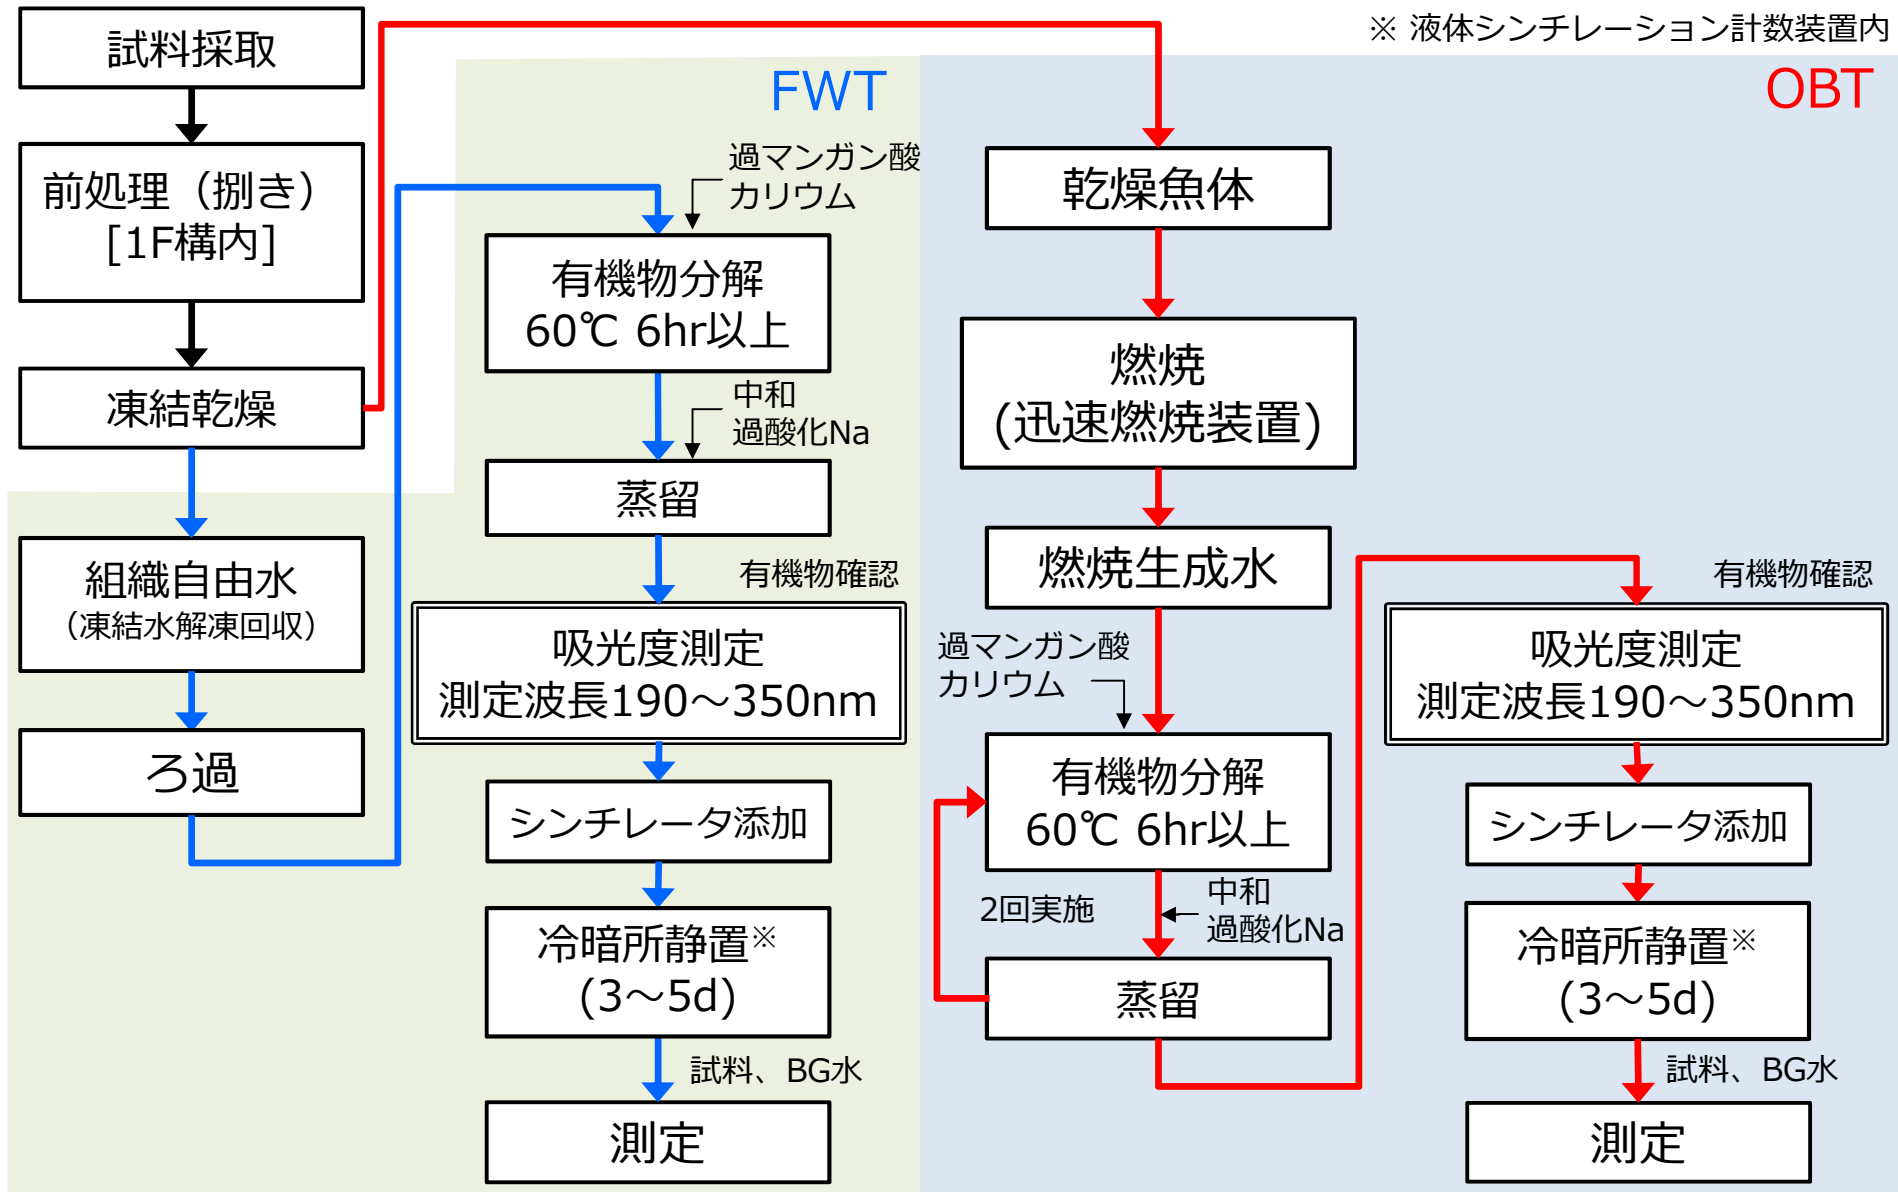 ※ 液体シンチレーション計数装置内
試料採取
前処理（捌き）
[1F構内]
凍結乾燥
組織自由水
（凍結水解凍回収）
ろ過
FWT
過マンガン酸
カリウム
有機物分解
60℃ 6hr以上
中和
過酸化Na
蒸留
有機物確認
吸光度測定
測定波長190～350nm
シンチレータ添加
冷暗所静置※
(3～5d)
試料、BG水
測定
OBT
乾燥魚体
燃焼
(迅速燃焼装置)
燃焼生成水
過マンガン酸
カリウム
有機物分解
60℃ 6hr以上
2回実施
中和
過酸化Na
蒸留
有機物確認
吸光度測定
測定波長190～350nm
シンチレータ添加
冷暗所静置※
(3～5d)
試料、BG水
測定